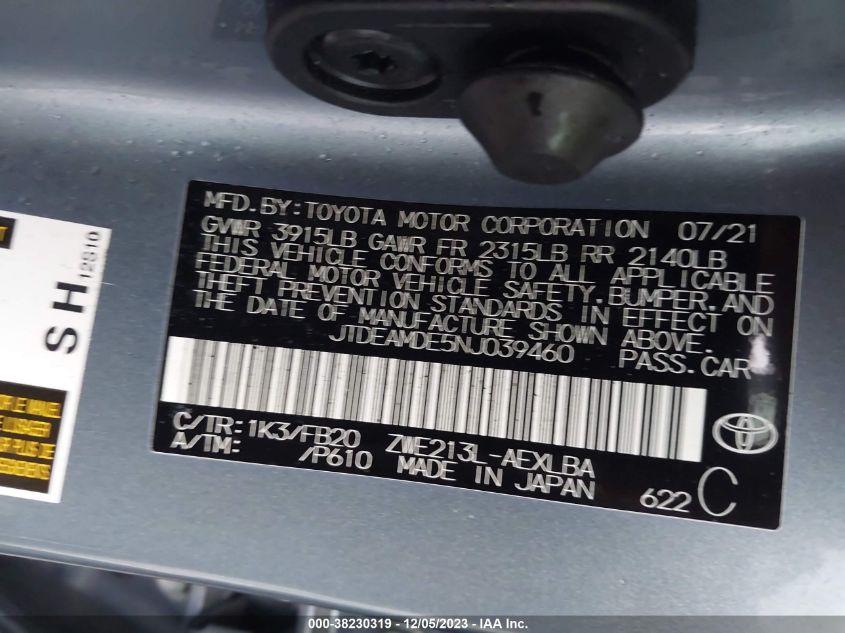 MFD.BY:TOYOTA MOTOR CORPORATION 07/21
GVWR 3915LB GAWR FR 2315LB RR 2140LB
THIS VEHICLE CONFORMS TO ALL APPLICABLE
FEDERAL MOTOR VEHICLE SAFETY,BUMPER,AND
THEFT PREVENTION STANDARDS IN EFFECT ON
THE DATE OF MANUFACTURE SHOWN ABOVE.
JTDEAMDE5NJ039460 PASS.CAR
C/TR:1K3/FB20 ZWE213L-AEXLBA
A/TM: /P610 MADE IN JAPAN
622 C
SH
12S10
000-38230319 - 12/05/2023 - IAA Inc.